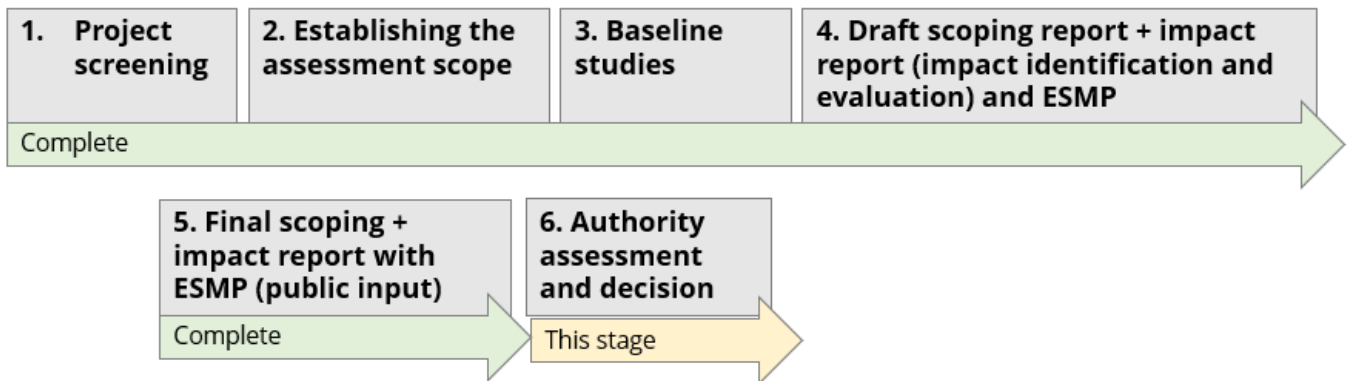 1. Project
screening
2. Establishing the
assessment scope
3. Baseline
studies
4. Draft scoping report + impact
report (impact identification and
evaluation) and ESMP
Complete
5. Final scoping +
impact report with
ESMP (public input)
Complete
6. Authority
assessment
and decision
This stage